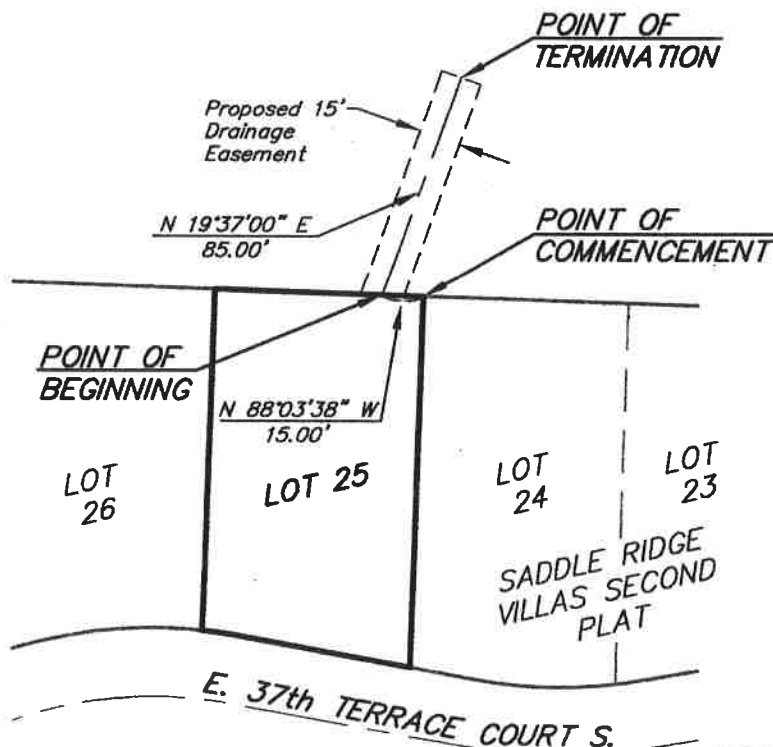 POINT OF
TERMINATION
Proposed 15'
Drainage
Easement
N 19°37'00" E
85.00'
POINT OF
COMMENCEMENT
POINT OF
BEGINNING
N 88°03'38" W
15.00'
LOT
26
LOT 25
LOT
24
LOT
23
SADDLE RIDGE
VILLAS SECOND
PLAT
E. 37th TERRACE COURT S.